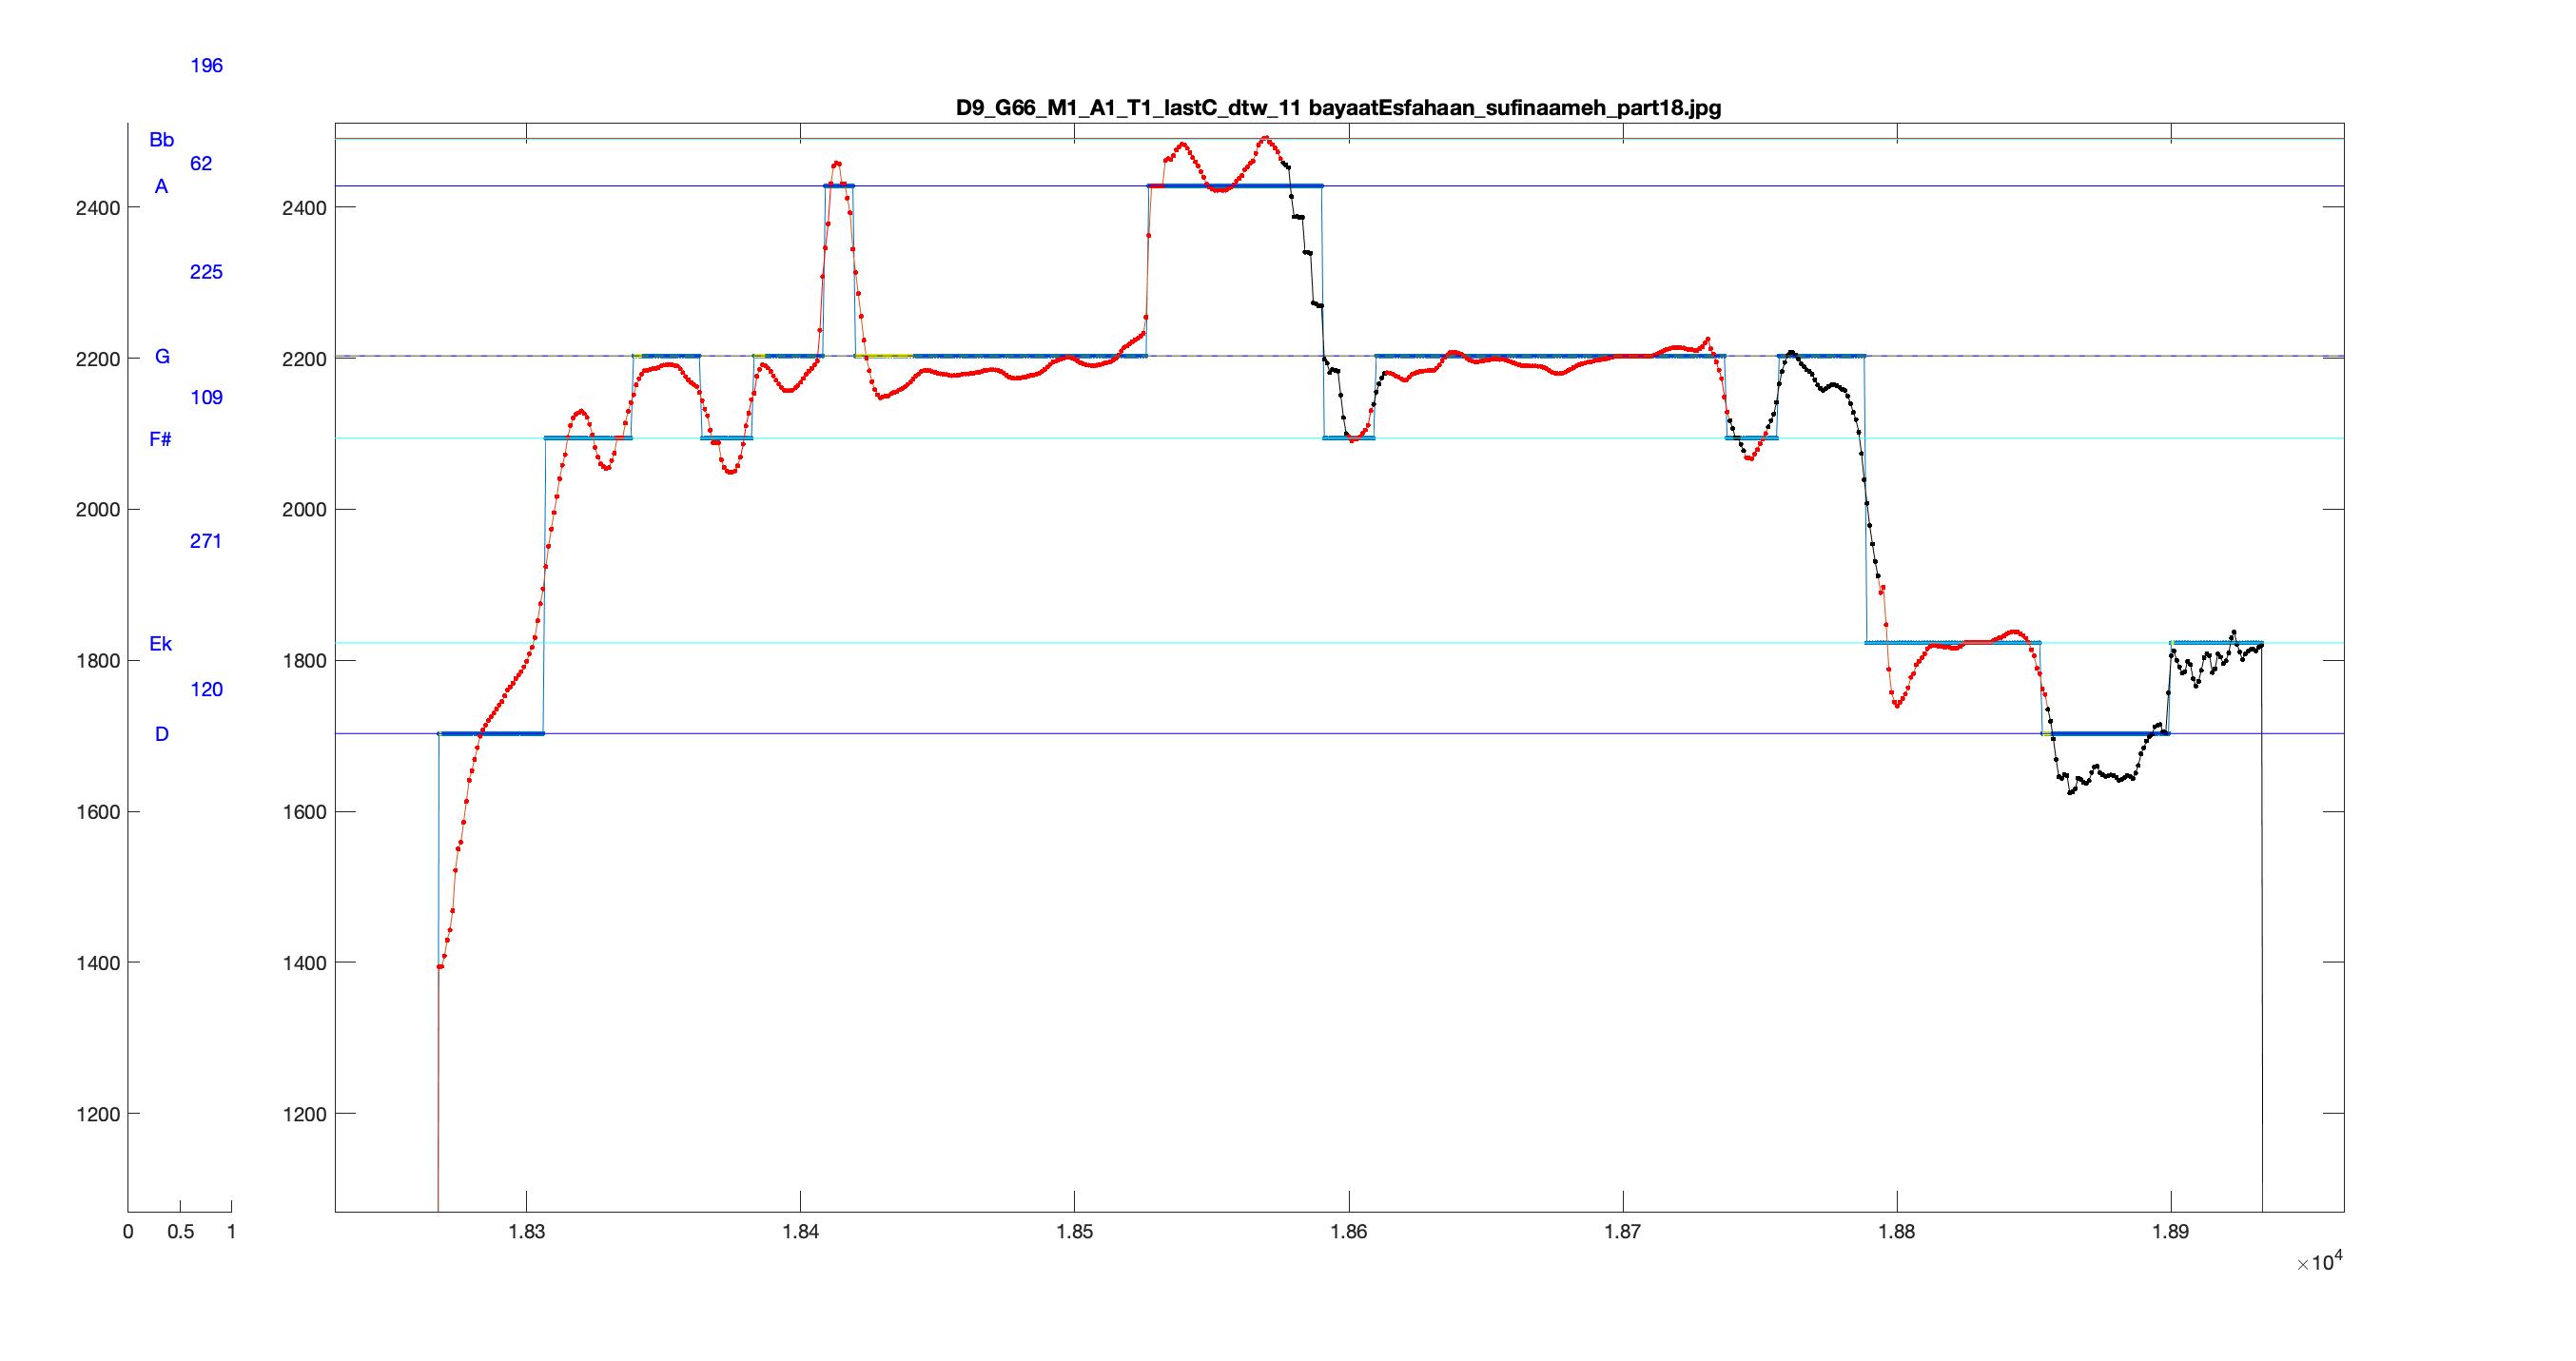 196
D9_G66_M1_A1_T1_lastC_dtw_11 bayaatEsfahaan_sufinaameh_part18.jpg
Bb
62
A
2400 2400
225
G
2200 2200
109
F#
2000 2000
271
Ek
1800 1800
120
D
1600 1600
1400 1400
1200 1200
0 0.5 1 1.83 1.84 1.85 1.86 1.87 1.88 1.89
×10^4